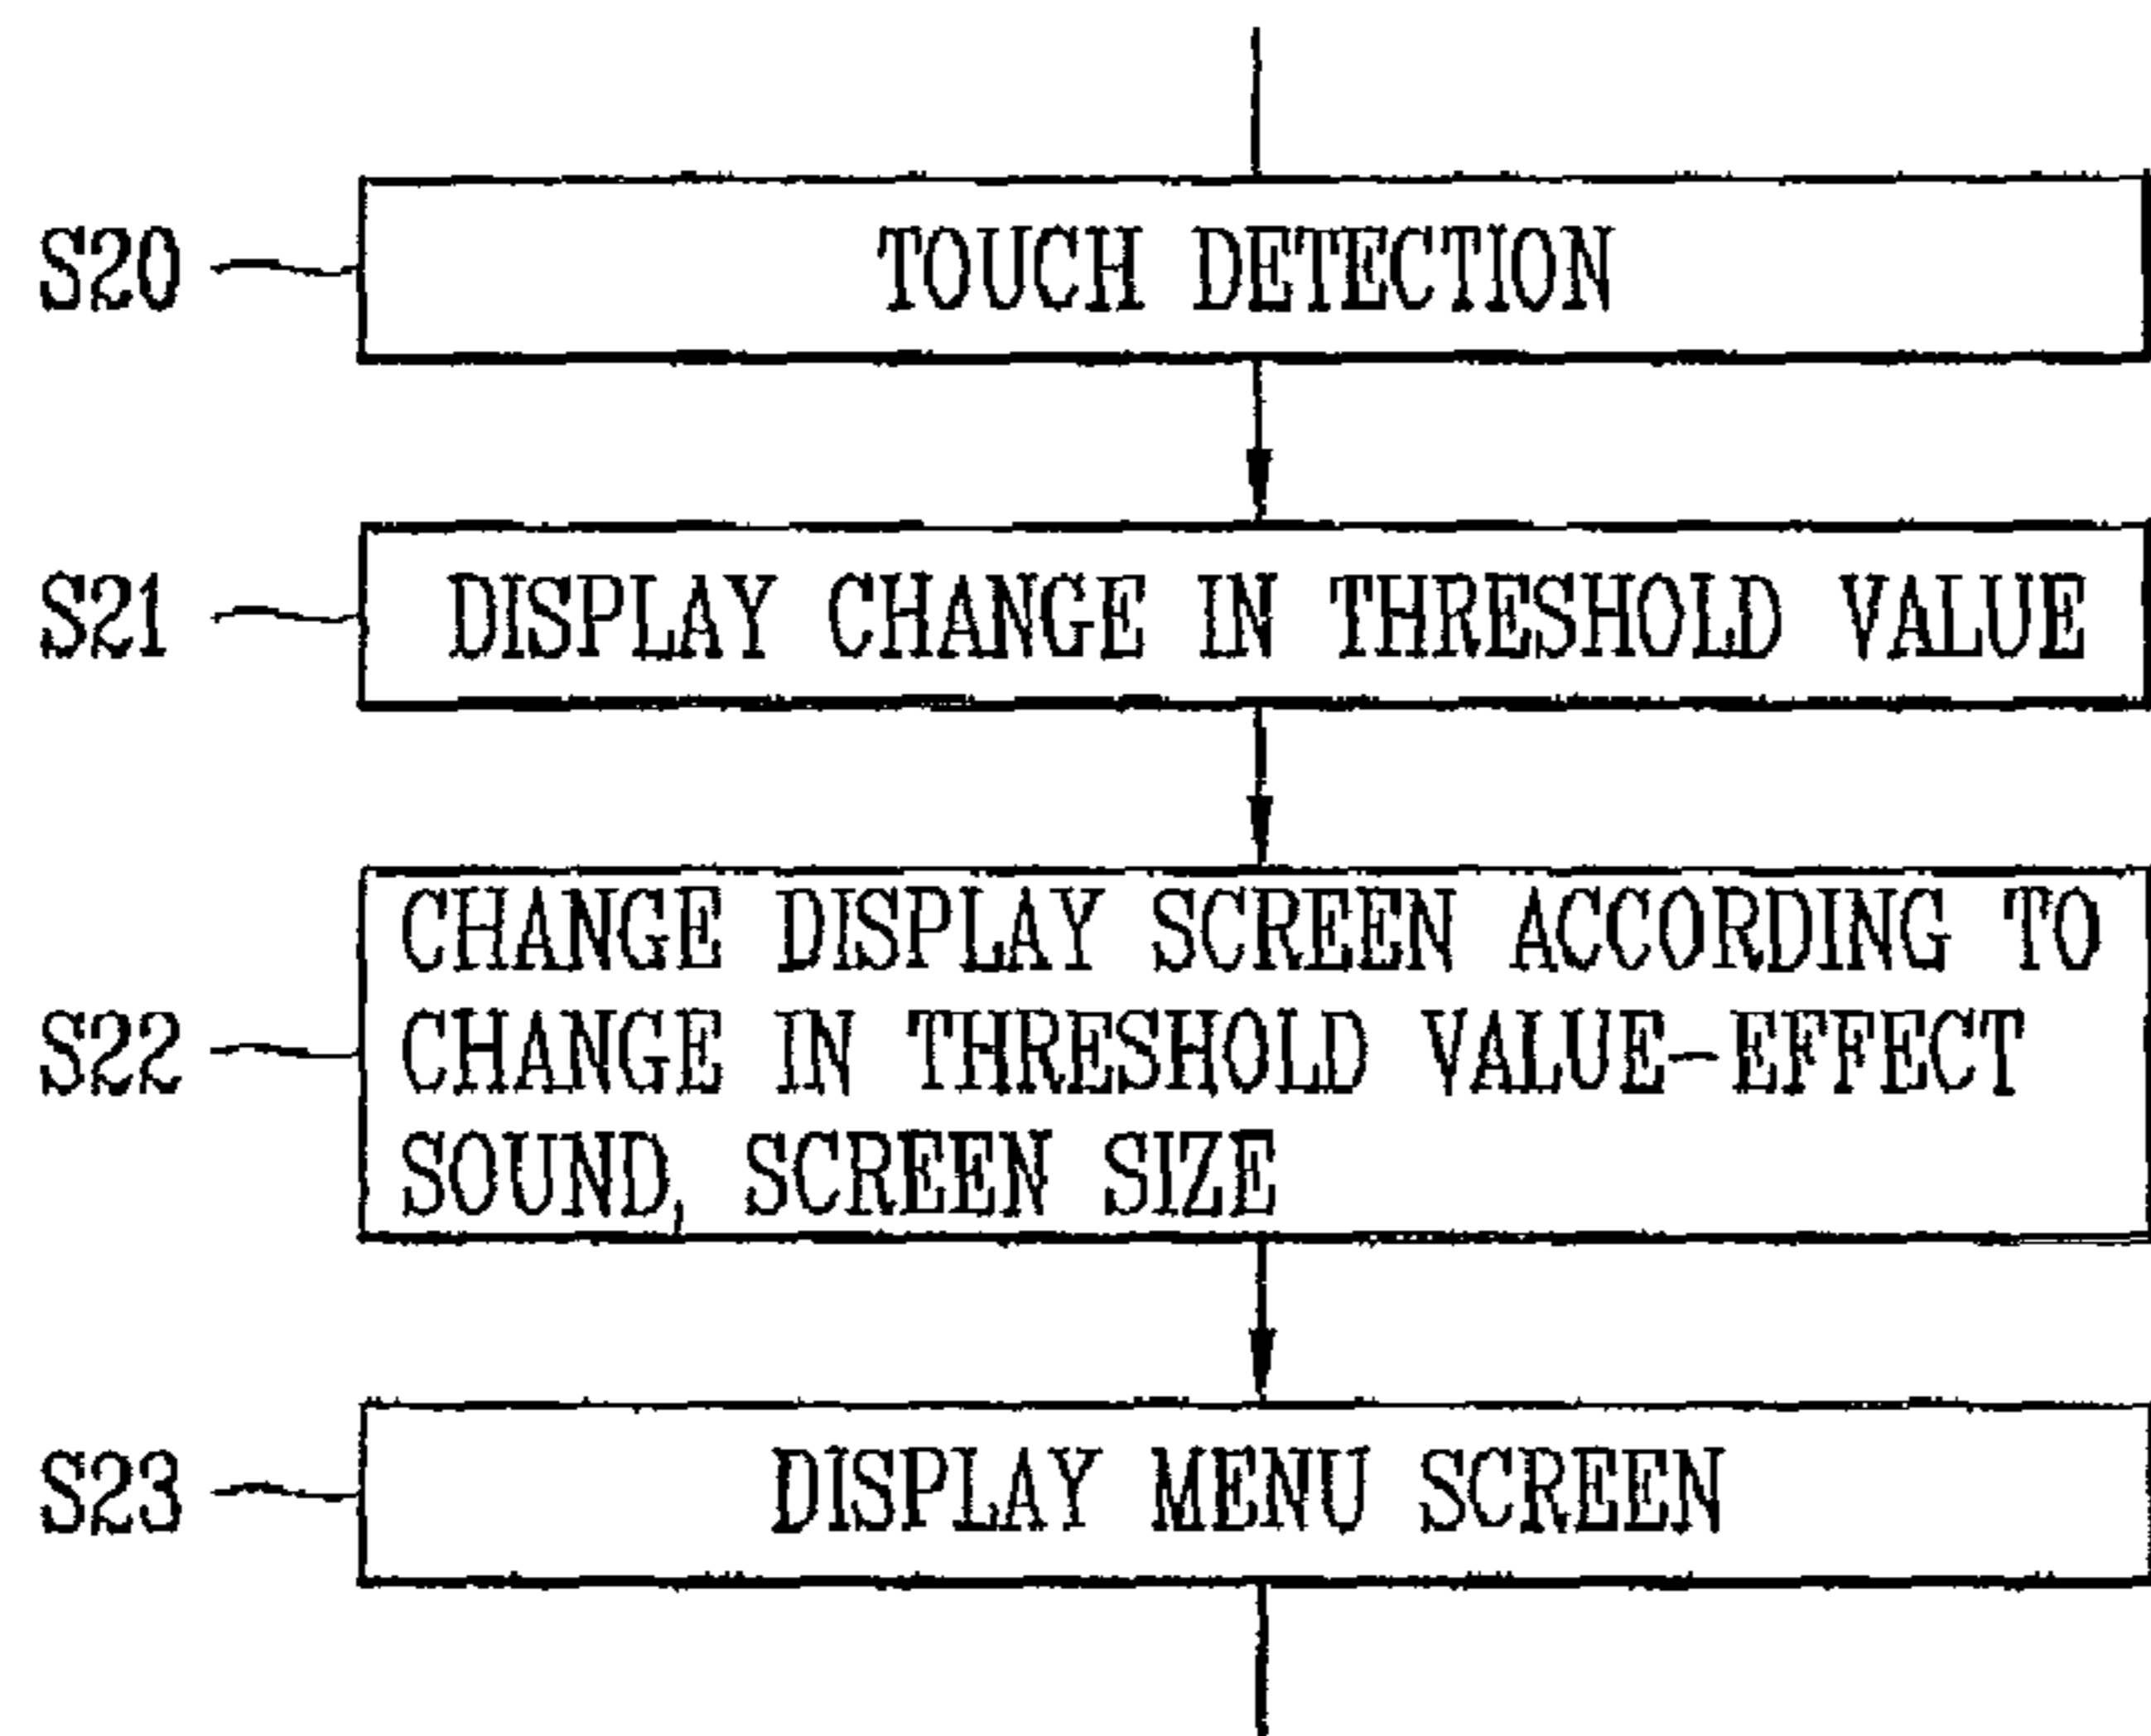 S20
TOUCH DETECTION
S21
DISPLAY CHANGE IN THRESHOLD VALUE
S22
CHANGE DISPLAY SCREEN ACCORDING TO
CHANGE IN THRESHOLD VALUE-EFFECT
SOUND, SCREEN SIZE
S23
DISPLAY MENU SCREEN